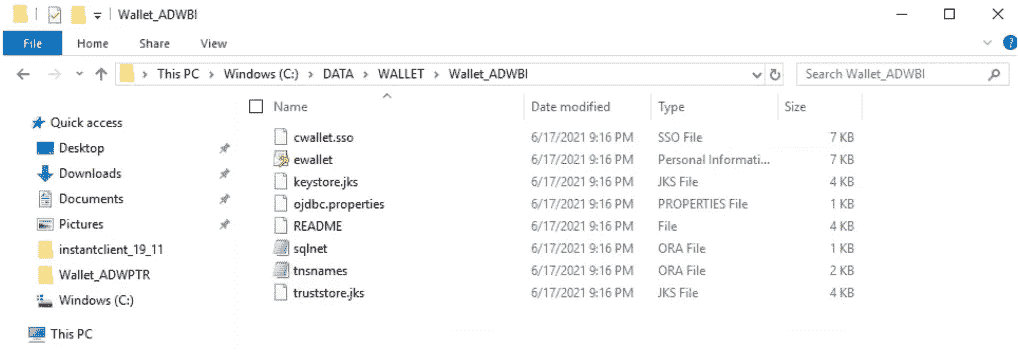 Wallet_ADWBI
File Home Share View
This PC Windows (C:) DATA WALLET Wallet_ADWBI Search Wallet_ADWBI
Name Date modified Type Size
Quick access
Desktop
Downloads
Documents
Pictures
instantclient_19_11
Wallet_ADWPTR
Windows (C:)
This PC
cwallet.sso 6/17/2021 9:16 PM SSO File 7 KB
ewallet 6/17/2021 9:16 PM Personal Informati... 7 KB
keystore.jks 6/17/2021 9:16 PM JKS File 4 KB
ojdbc.properties 6/17/2021 9:16 PM PROPERTIES File 1 KB
README 6/17/2021 9:16 PM File 4 KB
sqlnet 6/17/2021 9:16 PM ORA File 1 KB
tnsnames 6/17/2021 9:16 PM ORA File 2 KB
truststore.jks 6/17/2021 9:16 PM JKS File 4 KB